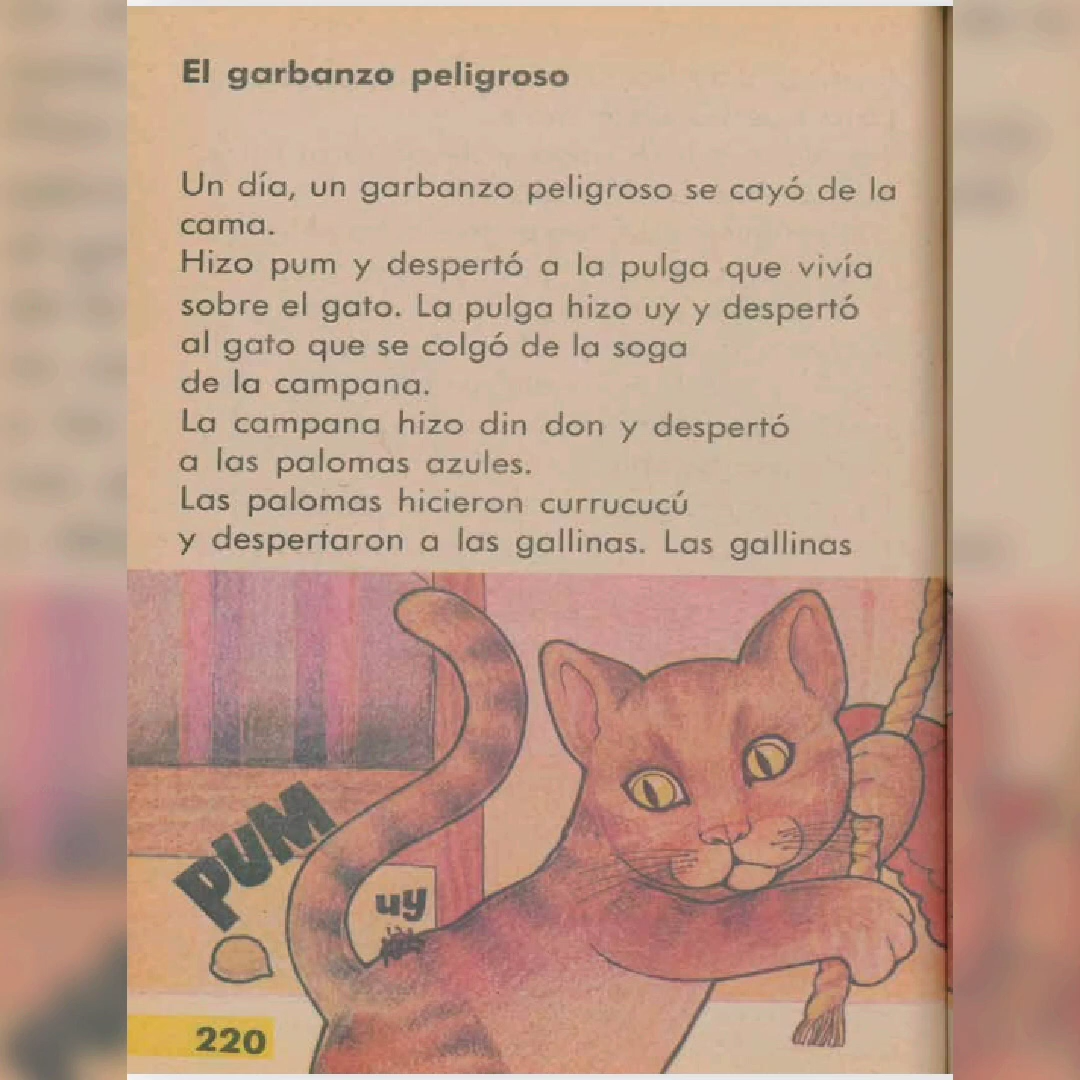 El garbanzo peligroso
Un día, un garbanzo peligroso se cayó de la
cama.
Hizo pum y despertó a la pulga que vivía
sobre el gato. La pulga hizo uy y despertó
al gato que se colgó de la soga
de la campana.
La campana hizo din don y despertó
a las palomas azules.
Las palomas hicieron currucucú
y despertaron a las gallinas. Las gallinas
PUM
uy
220